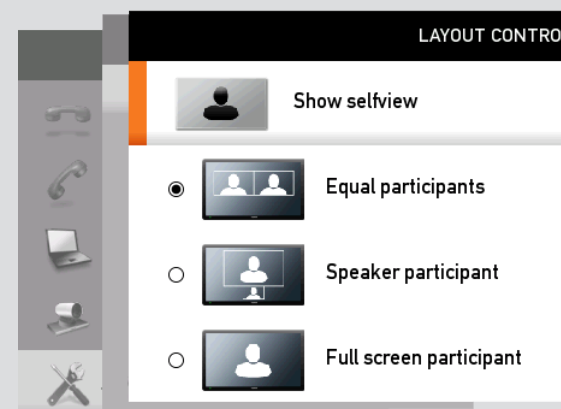 LAYOUT CONTRO
Show selfview
Equal participants
Speaker participant
Full screen participant